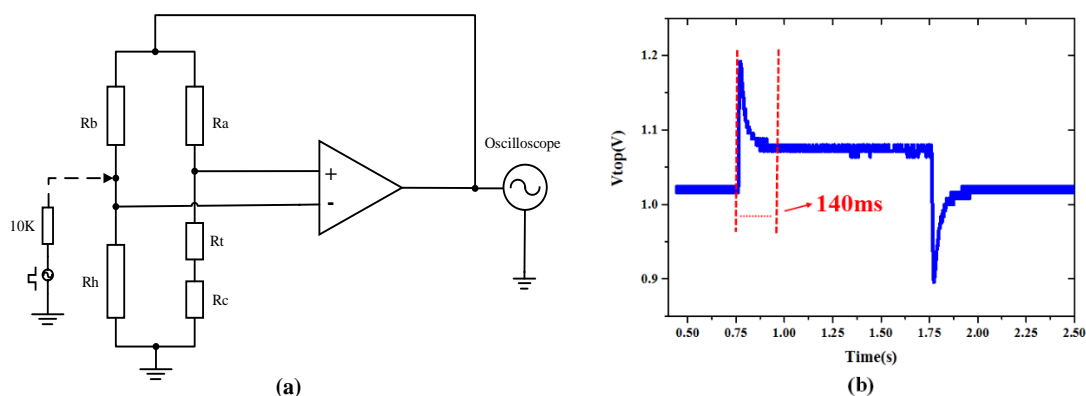 Rb
Ra
Oscilloscope
+
-
10K
Rt
Rh
Rc
(a)
Vtop(V)
1.2
1.1
1.0
0.9
140ms
0.50 0.75 1.00 1.25 1.50 1.75 2.00 2.25 2.50
Time(s)
(b)